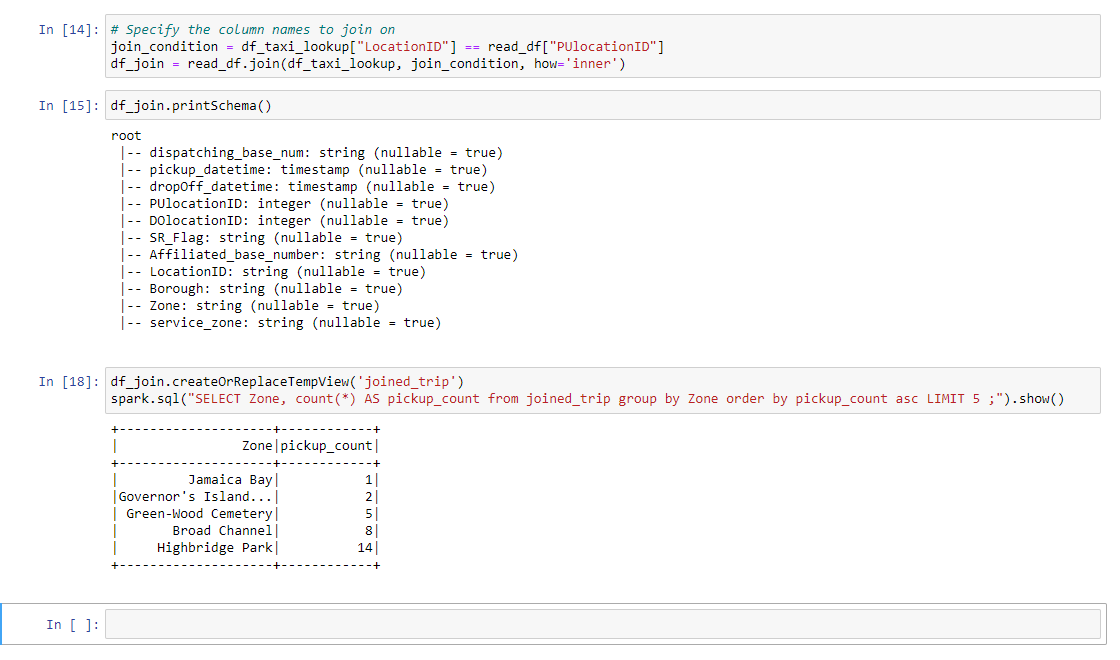 In [14]: # Specify the column names to join on
join_condition = df_taxi_lookup["LocationID"] == read_df["PUlocationID"]
df_join = read_df.join(df_taxi_lookup, join_condition, how='inner')
In [15]: df_join.printSchema()
root
 |-- dispatching_base_num: string (nullable = true)
 |-- pickup_datetime: timestamp (nullable = true)
 |-- dropOff_datetime: timestamp (nullable = true)
 |-- PUlocationID: integer (nullable = true)
 |-- DOlocationID: integer (nullable = true)
 |-- SR_Flag: string (nullable = true)
 |-- Affiliated_base_number: string (nullable = true)
 |-- LocationID: string (nullable = true)
 |-- Borough: string (nullable = true)
 |-- Zone: string (nullable = true)
 |-- service_zone: string (nullable = true)
In [18]: df_join.createOrReplaceTempView('joined_trip')
spark.sql("SELECT Zone, count(*) AS pickup_count from joined_trip group by Zone order by pickup_count asc LIMIT 5 ;").show()
+--------------------+------------+
|                Zone|pickup_count|
+--------------------+------------+
|         Jamaica Bay|           1|
|Governor's Island...|           2|
| Green-Wood Cemetery|           5|
|       Broad Channel|           8|
|     Highbridge Park|          14|
+--------------------+------------+
In [ ]: